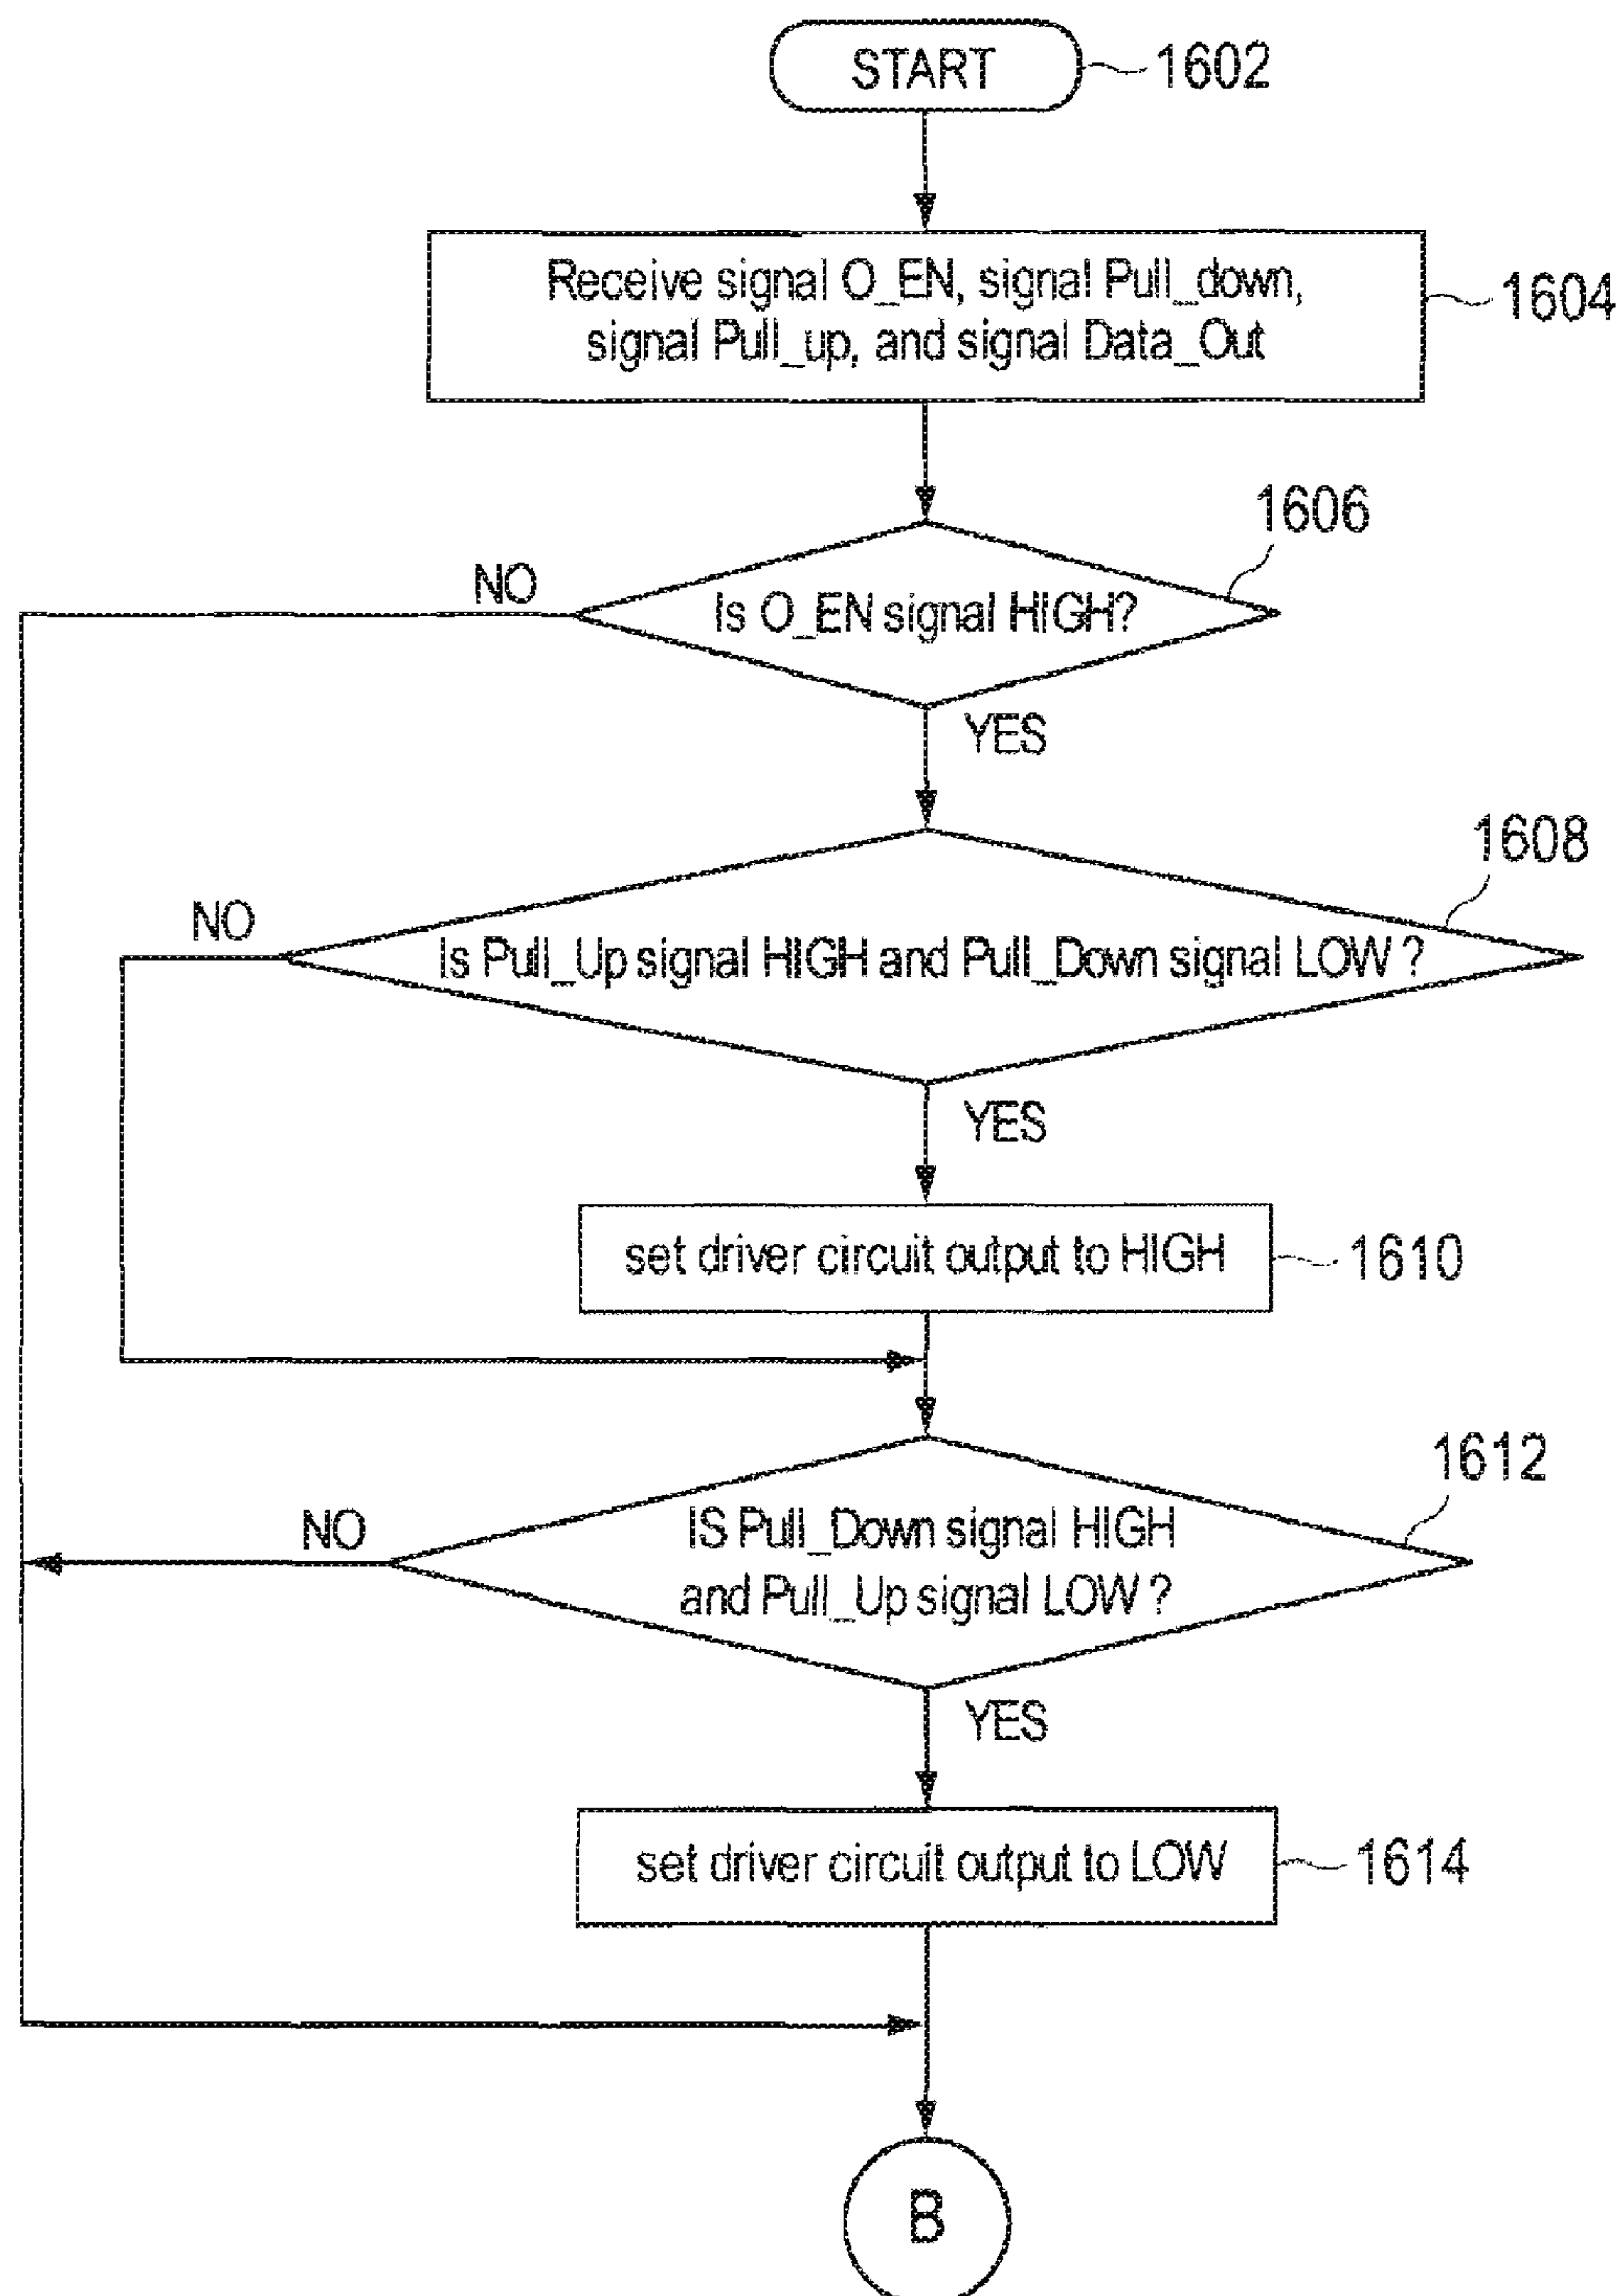 START
1602
Receive signal O_EN, signal Pull_down,
signal Pull_up, and signal Data_Out
1604
1606
NO
Is O_EN signal HIGH?
YES
1608
NO
Is Pull_Up signal HIGH and Pull_Down signal LOW ?
YES
set driver circuit output to HIGH
1610
1612
NO
IS Pull_Down signal HIGH
and Pull_Up signal LOW ?
YES
set driver circuit output to LOW
1614
B